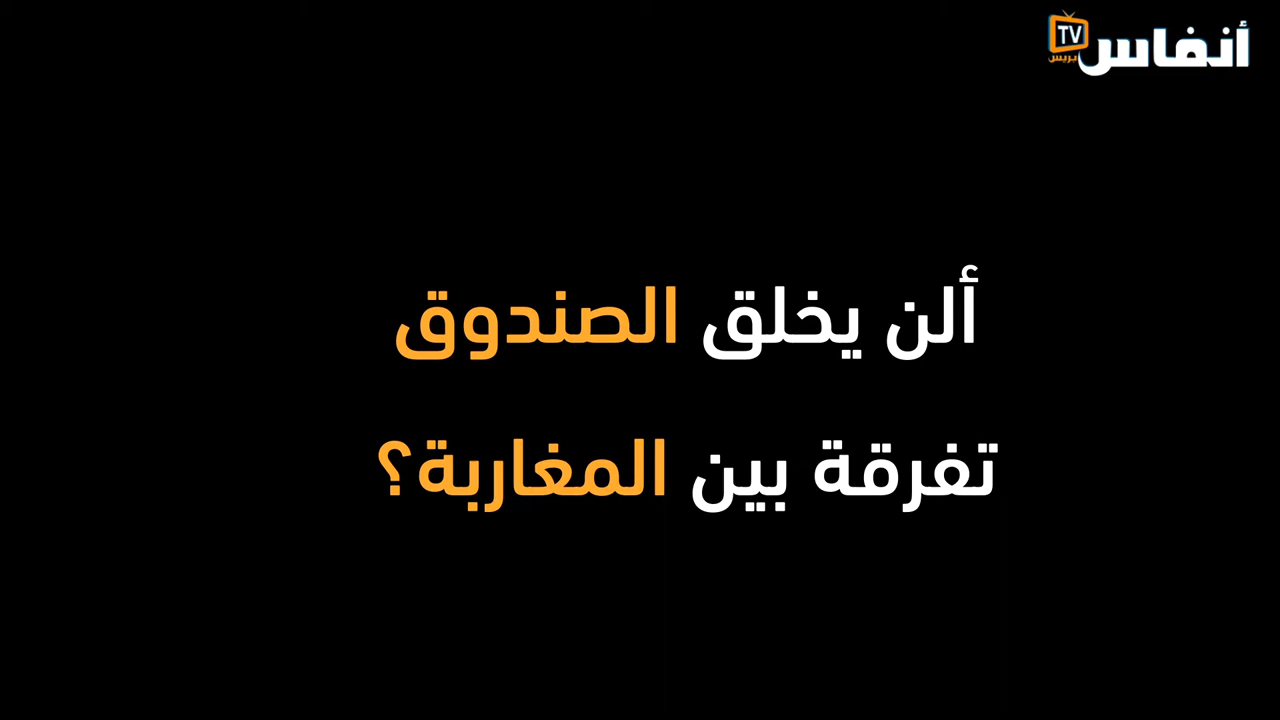 أنفاس
TV
بريس
ألن يخلق الصندوق
تفرقة بين المغاربة؟